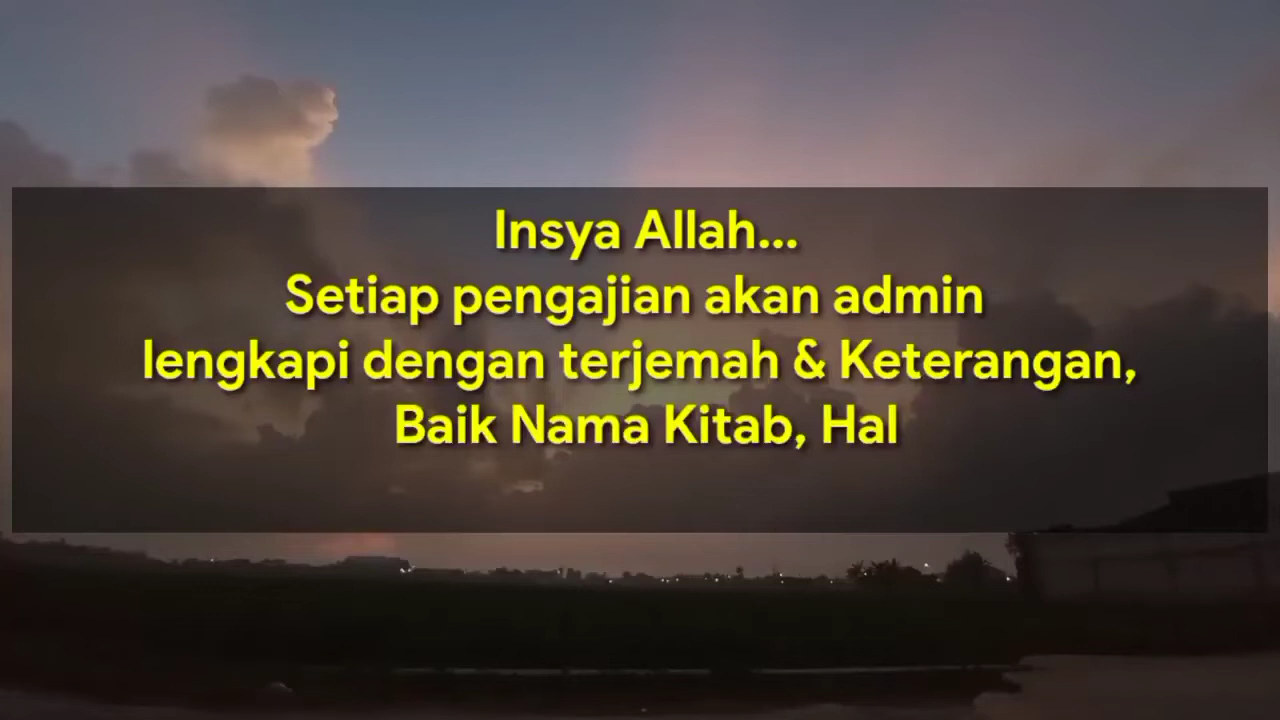 Insya Allah...
Setiap pengajian akan admin
lengkapi dengan terjemah & Keterangan,
Baik Nama Kitab, Hal